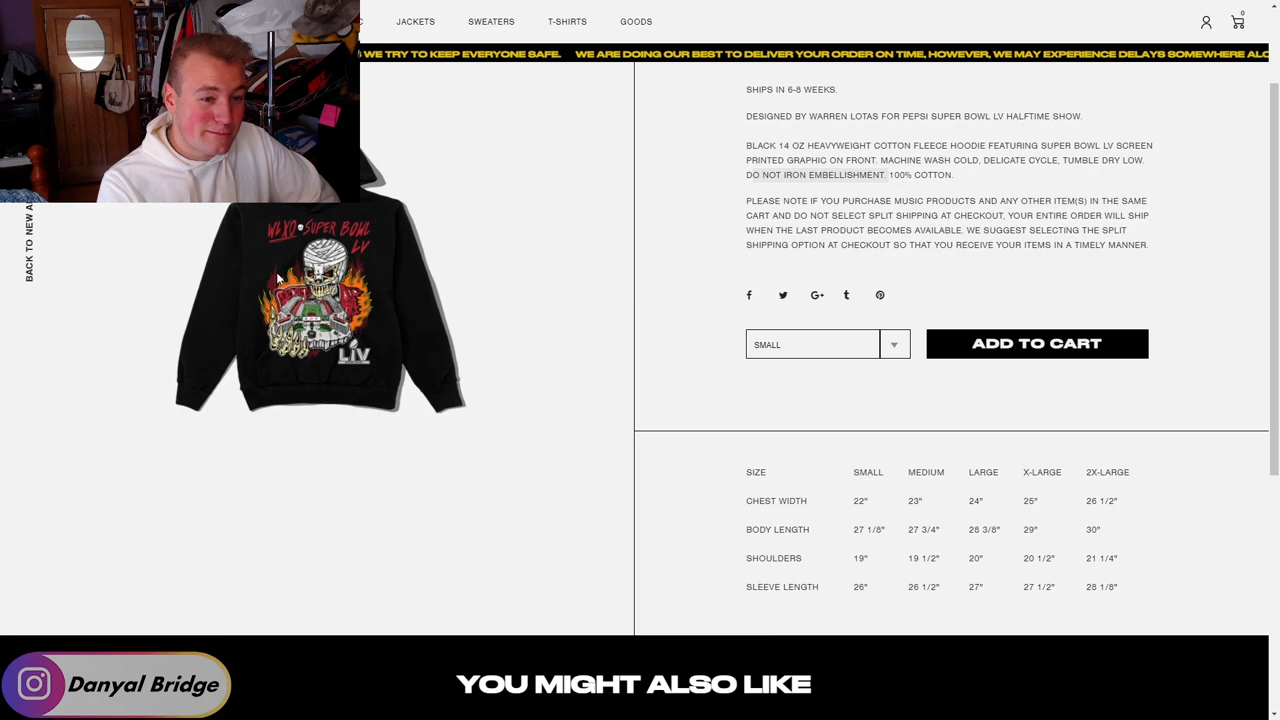 JACKETS SWEATERS T-SHIRTS GOODS
0
WE TRY TO KEEP EVERYONE SAFE. WE ARE DOING OUR BEST TO DELIVER YOUR ORDER ON TIME, HOWEVER, WE MAY EXPERIENCE DELAYS SOMEWHERE
BACK TO NEW
WLXO SUPER BOWL
LV
LIV
SHIPS IN 6-8 WEEKS.
DESIGNED BY WARREN LOTAS FOR PEPSI SUPER BOWL LV HALFTIME SHOW.
BLACK 14 OZ HEAVYWEIGHT COTTON FLEECE HOODIE FEATURING SUPER BOWL LV SCREEN
PRINTED GRAPHIC ON FRONT. MACHINE WASH COLD, DELICATE CYCLE, TUMBLE DRY LOW.
DO NOT IRON EMBELLISHMENT. 100% COTTON.
PLEASE NOTE IF YOU PURCHASE MUSIC PRODUCTS AND ANY OTHER ITEM(S) IN THE SAME
CART AND DO NOT SELECT SPLIT SHIPPING AT CHECKOUT, YOUR ENTIRE ORDER WILL SHIP
WHEN THE LAST PRODUCT BECOMES AVAILABLE. WE SUGGEST SELECTING THE SPLIT
SHIPPING OPTION AT CHECKOUT SO THAT YOU RECEIVE YOUR ITEMS IN A TIMELY MANNER.
SMALL
ADD TO CART
SIZE SMALL MEDIUM LARGE X-LARGE 2X-LARGE
CHEST WIDTH 22" 23" 24" 25" 26 1/2"
BODY LENGTH 27 1/8" 27 3/4" 28 3/8" 29" 30"
SHOULDERS 19" 19 1/2" 20" 20 1/2" 21 1/4"
SLEEVE LENGTH 26" 26 1/2" 27" 27 1/2" 28 1/8"
Danyal Bridge
YOU MIGHT ALSO LIKE